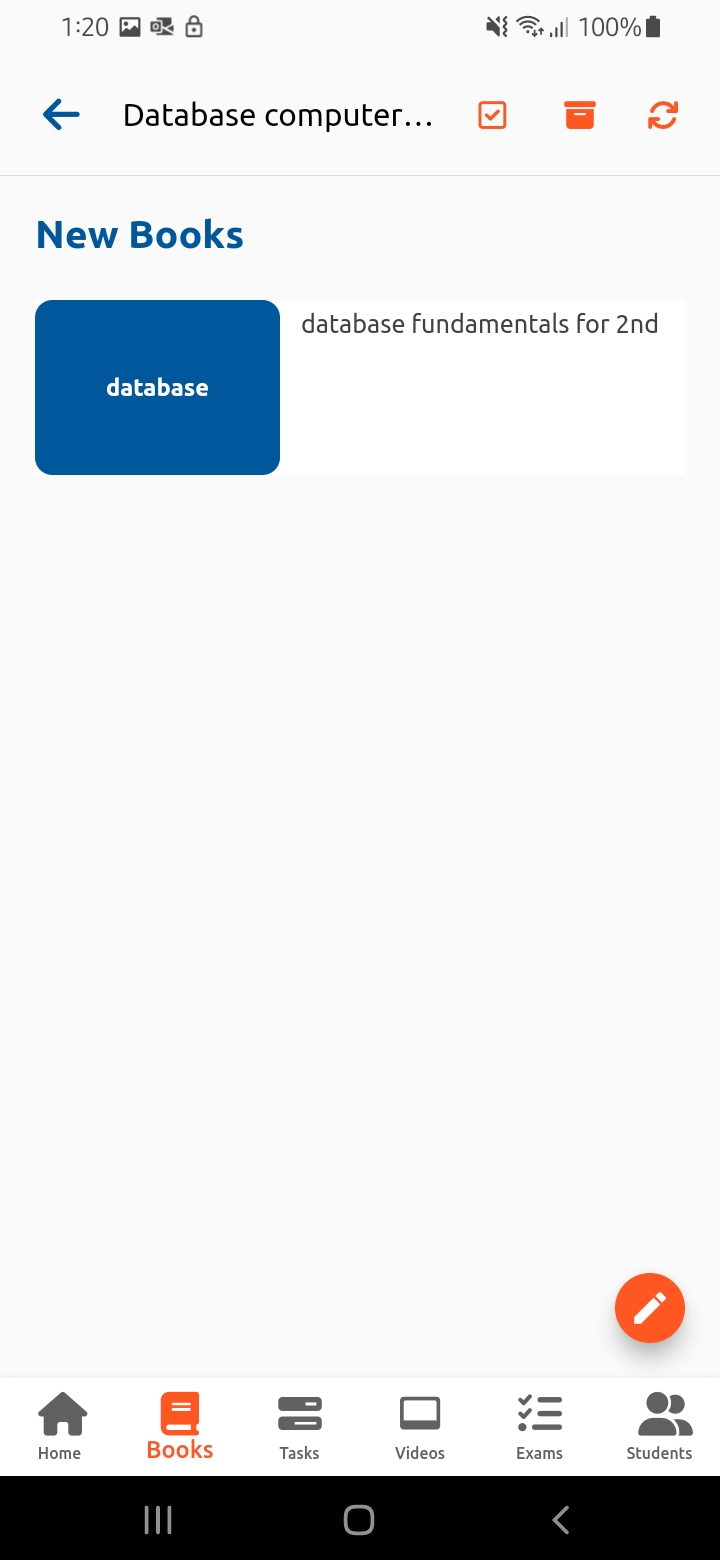 1:20 100%
Database computer...
New Books
database
database fundamentals for 2nd
Home Books Tasks Videos Exams Students